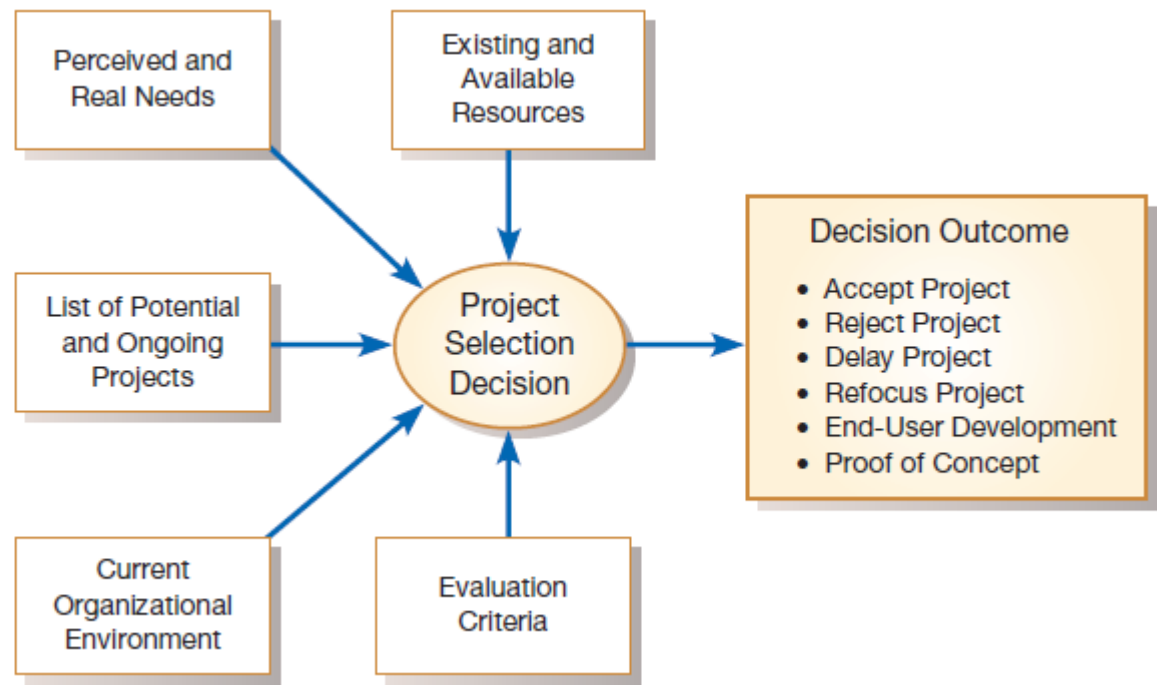 Perceived and
Real Needs
Existing and
Available
Resources
List of Potential
and Ongoing
Projects
Project
Selection
Decision
Decision Outcome
• Accept Project
• Reject Project
• Delay Project
• Refocus Project
• End-User Development
• Proof of Concept
Current
Organizational
Environment
Evaluation
Criteria